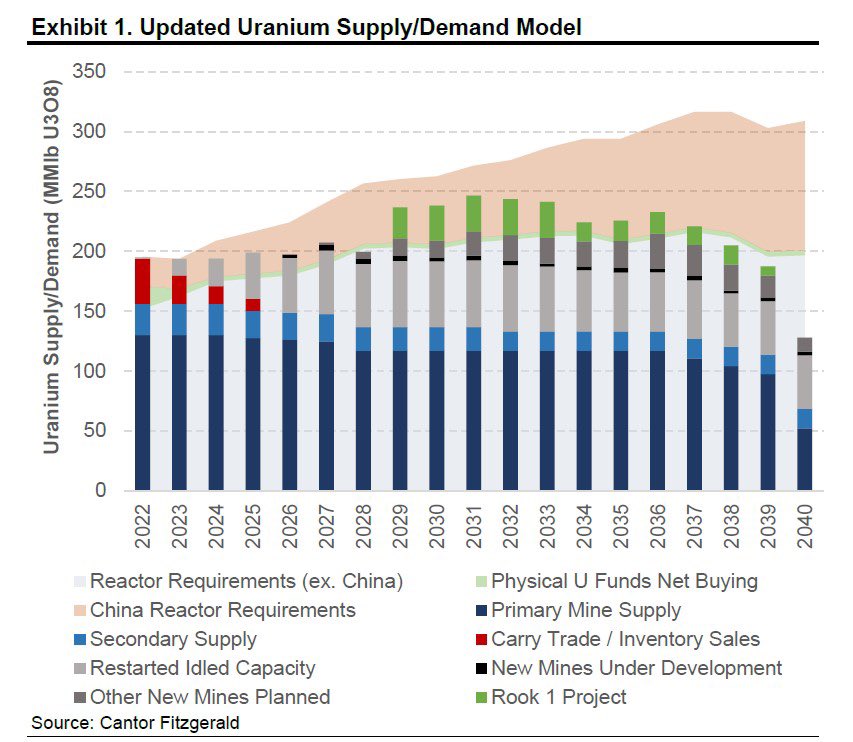 Exhibit 1. Updated Uranium Supply/Demand Model
Uranium Supply/Demand (MMlb U3O8)
350
300
250
200
150
100
50
0
2022 2023 2024 2025 2026 2027 2028 2029 2030 2031 2032 2033 2034 2035 2036 2037 2038 2039 2040
Reactor Requirements (ex. China) Physical U Funds Net Buying
China Reactor Requirements Primary Mine Supply
Secondary Supply Carry Trade / Inventory Sales
Restarted Idled Capacity New Mines Under Development
Other New Mines Planned Rook 1 Project
Source: Cantor Fitzgerald